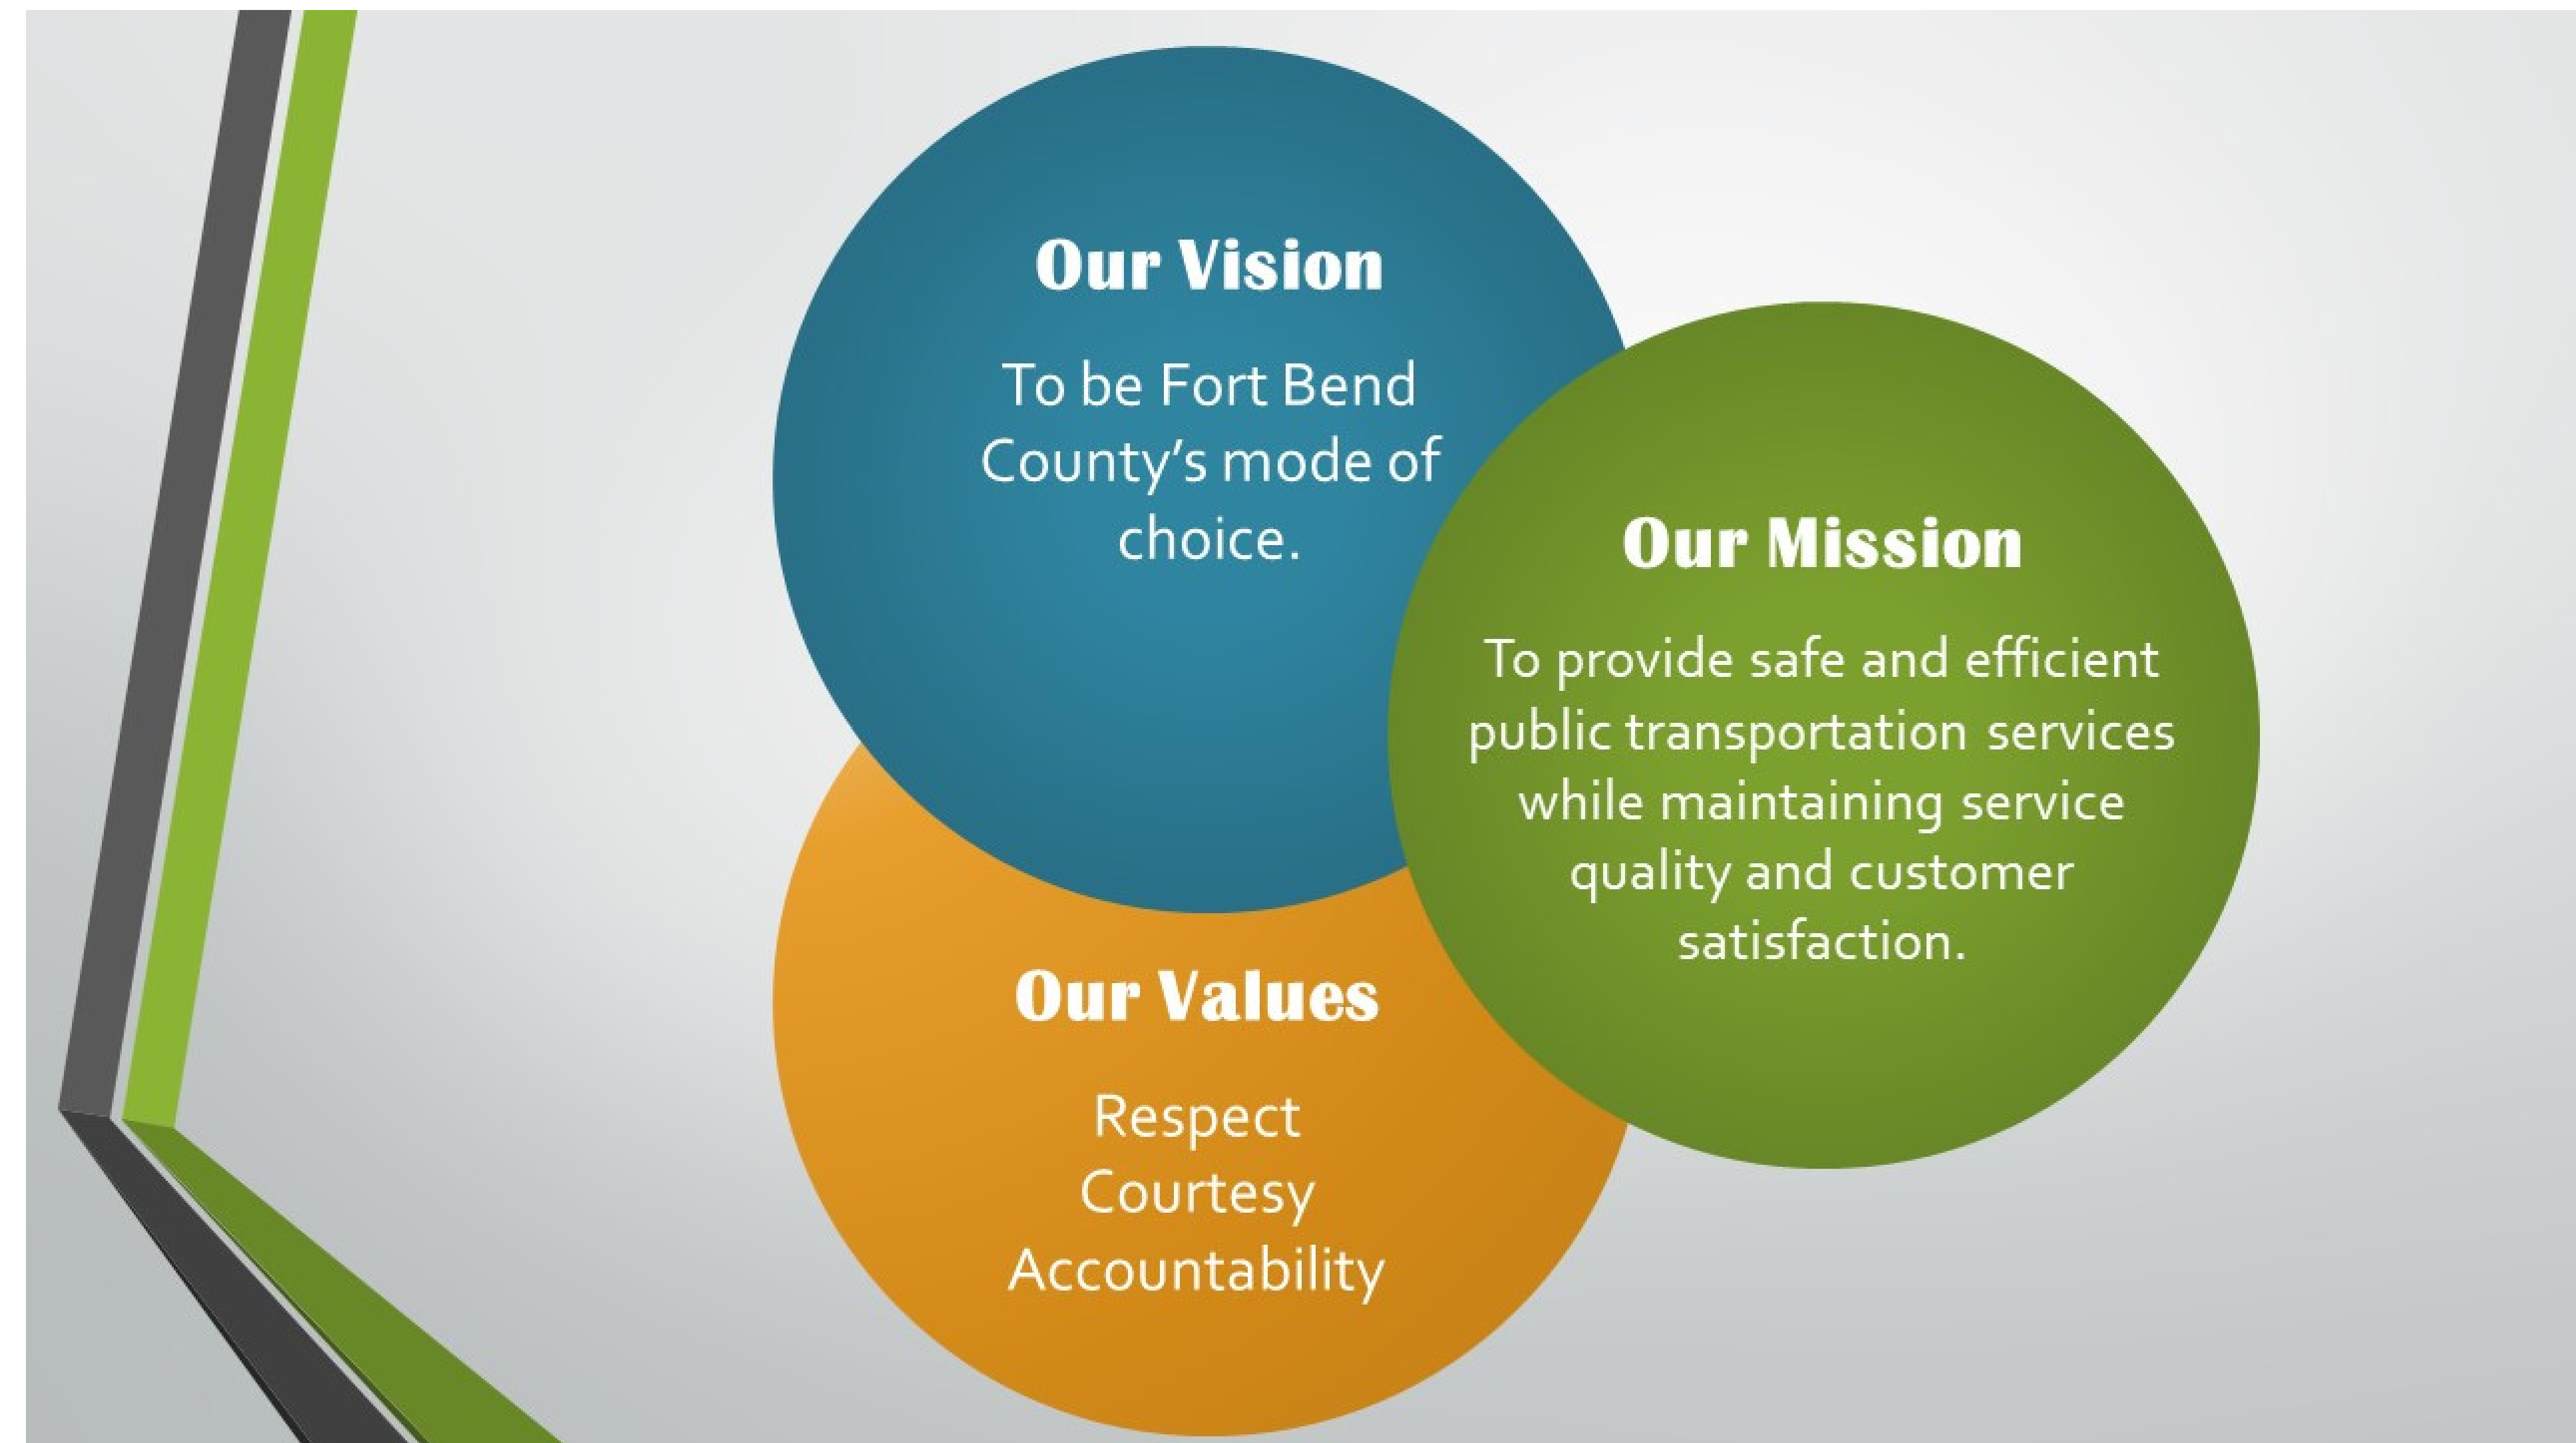 Our Vision
To be Fort Bend
County’s mode of
choice.
Our Mission
To provide safe and efficient
public transportation services
while maintaining service
quality and customer
satisfaction.
Our Values
Respect
Courtesy
Accountability